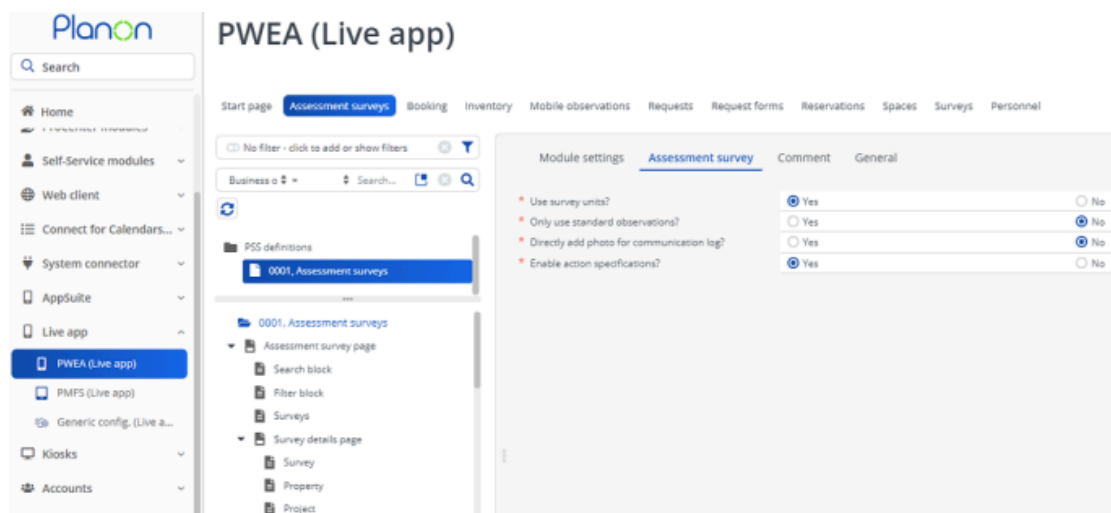 Planon
PWEA (Live app)
Search
Home
Self-Service modules
Web client
Connect for Calendars...
System connector
AppSuite
Live app
PWEA (Live app)
PMFS (Live app)
Generic config. (Live a...
Kiosks
Accounts
Start page Assessment surveys Booking Inventory Mobile observations Requests Request forms Reservations Spaces Surveys Personnel
No filter - click to add or show filters
Business o = Search...
PSS definitions
0001, Assessment surveys
0001, Assessment surveys
Assessment survey page
Search block
Filter block
Surveys
Survey details page
Survey
Property
Project
Module settings Assessment survey Comment General
* Use survey units? Yes No
* Only use standard observations? Yes No
* Directly add photo for communication log? Yes No
* Enable action specifications? Yes No